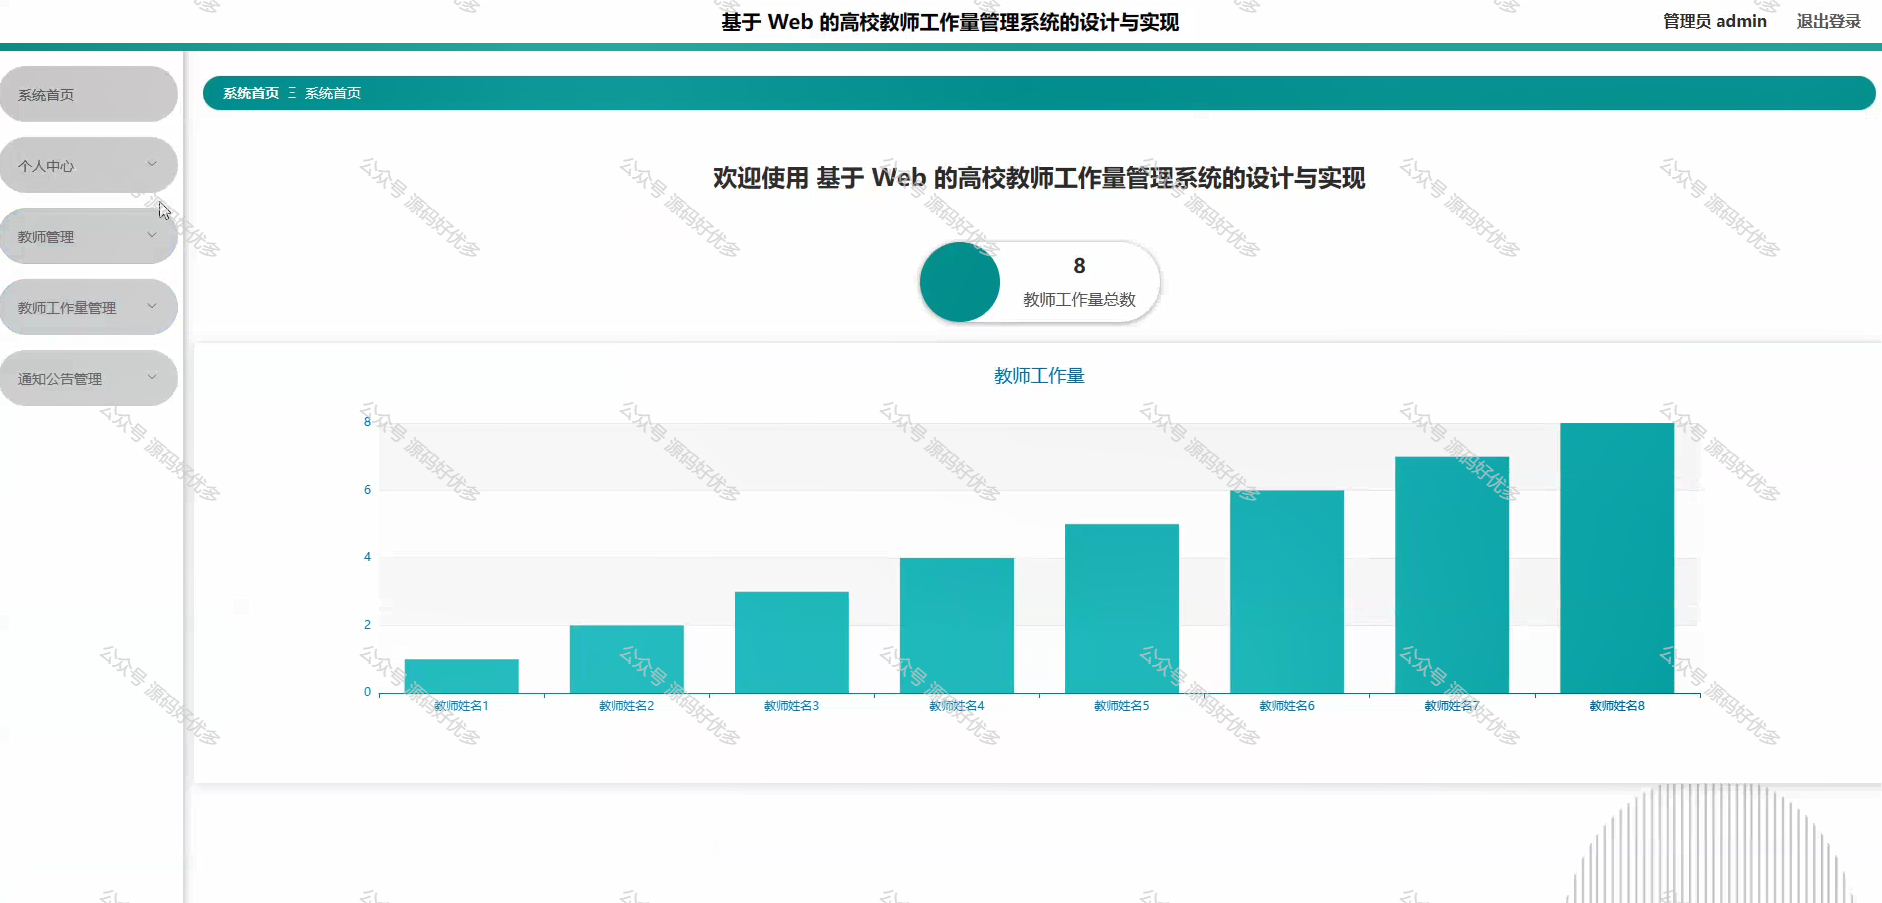 基于 Web 的高校教师工作量管理系统的设计与实现
管理员 admin 退出登录
系统首页
个人中心
教师管理
教师工作量管理
通知公告管理
系统首页 Ξ 系统首页
欢迎使用 基于 Web 的高校教师工作量管理系统的设计与实现
8
教师工作量总数
教师工作量
8
6
4
2
0
教师姓名1 教师姓名2 教师姓名3 教师姓名4 教师姓名5 教师姓名6 教师姓名7 教师姓名8
公众号 源码好优多